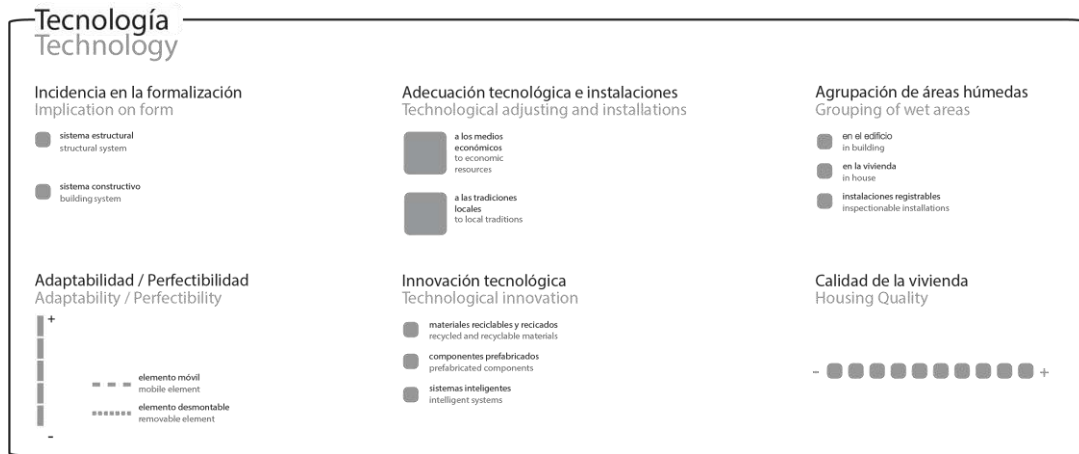 Tecnología
Technology
Incidencia en la formalización
Implication on form
sistema estructural
structural system
sistema constructivo
building system
Adecuación tecnológica e instalaciones
Technological adjusting and installations
a los medios
económicos
to economic
resources
a las tradiciones
locales
to local traditions
Agrupación de áreas húmedas
Grouping of wet areas
en el edificio
in building
en la vivienda
in house
instalaciones registrables
inspectionable installations
Adaptabilidad / Perfectibilidad
Adaptability / Perfectibility
+
elemento móvil
mobile element
elemento desmontable
removable element
-
Innovación tecnológica
Technological innovation
materiales reciclables y recicados
recycled and recyclable materials
componentes prefabricados
prefabricated components
sistemas inteligentes
intelligent systems
Calidad de la vivienda
Housing Quality
- +